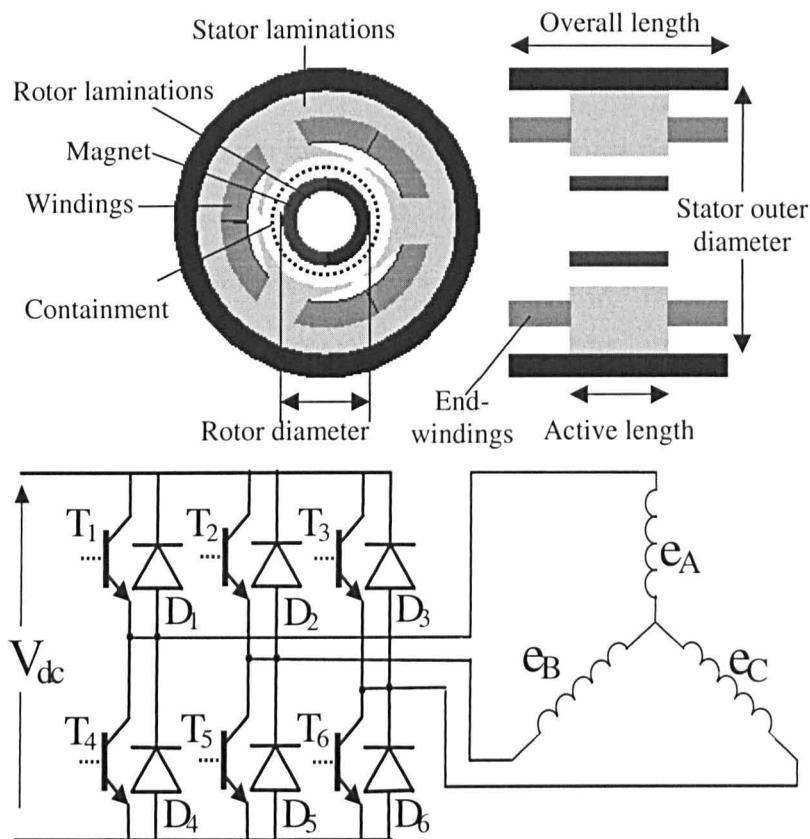 Stator laminations
Rotor laminations
Magnet
Windings
Containment
Rotor diameter
Overall length
Stator outer
diameter
End-
windings
Active length
T1
T2
T3
D1
D2
D3
Vdc
eA
eB
eC
T4
T5
T6
D4
D5
D6